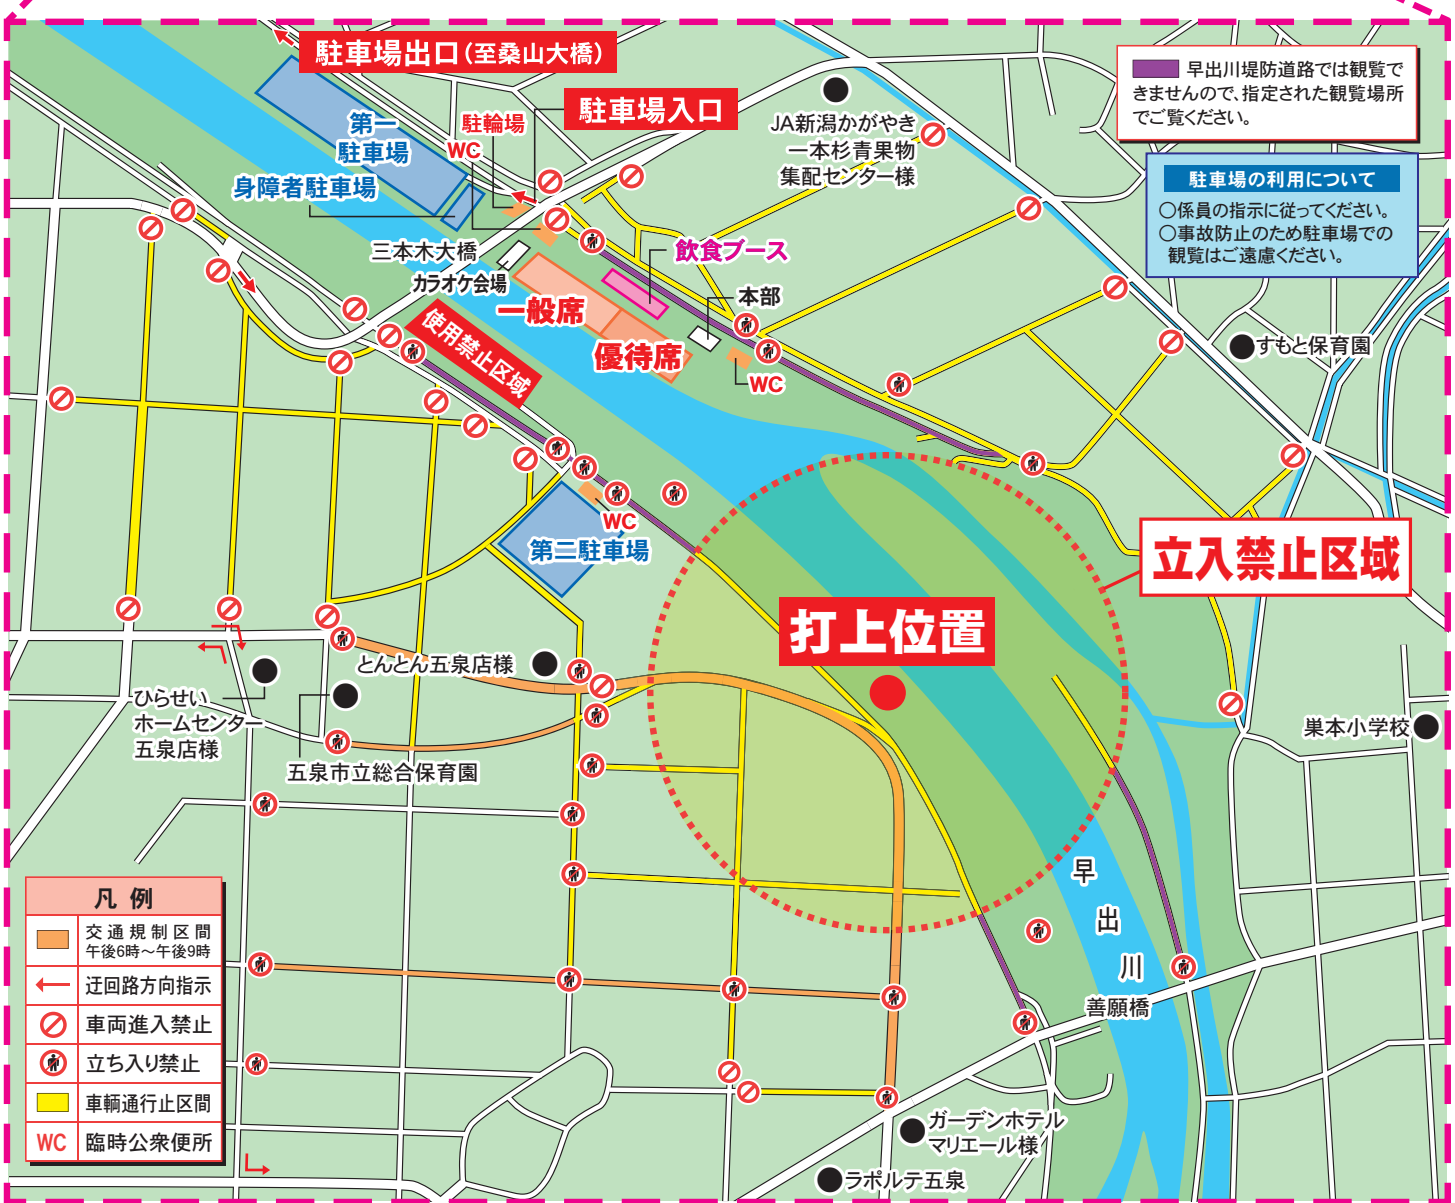 駐車場出口(至桑山大橋)
駐車場入口
早出川堤防道路では観覧で
きませんので、指定された観覧場所
でご覧ください。
駐車場の利用について
○係員の指示に従ってください。
○事故防止のため駐車場での
観覧はご遠慮ください。
JA新潟かがやき
一本杉青果物
集配センター様
第一
駐車場
駐輪場
WC
身障者駐車場
三本木大橋
カラオケ会場
飲食ブース
本部
一般席
優待席
WC
使用禁止区域
すもと保育園
WC
第二駐車場
立入禁止区域
打上位置
とんとん五泉店様
ひらせい
ホームセンター
五泉店様
五泉市立総合保育園
巣本小学校
早
出
川
善願橋
凡例
交通規制区間
午後6時～午後9時
迂回路方向指示
車両進入禁止
立ち入り禁止
車輌通行止区間
WC 臨時公衆便所
ガーデンホテル
マリエール様
ラポルテ五泉